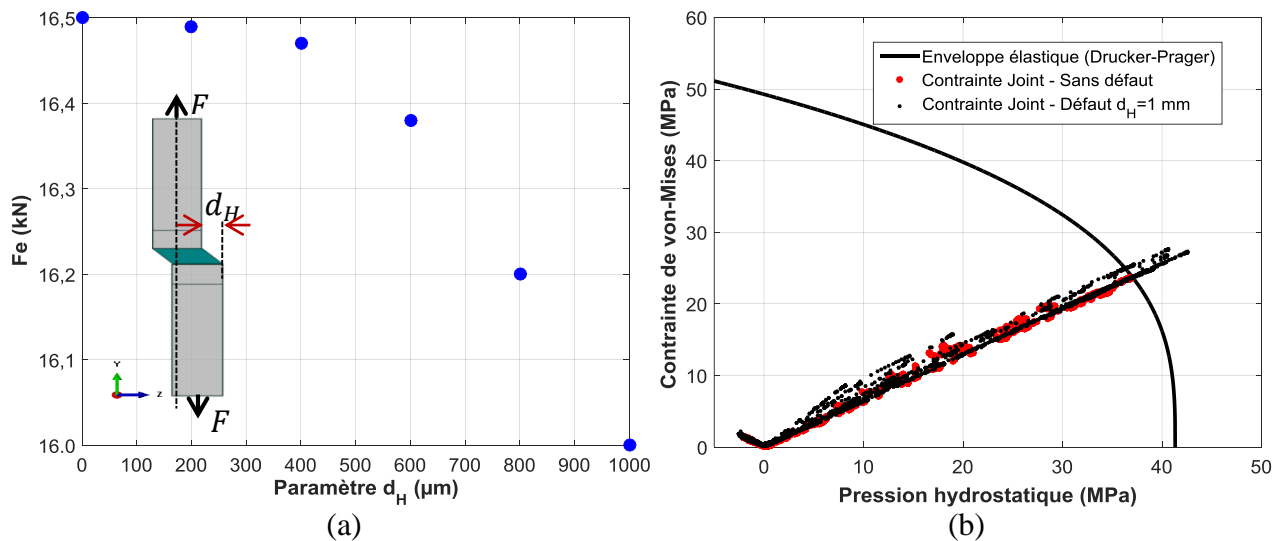 16,5
16,4
16,3
16,2
16,1
16.0
Fe (kN)
0
200
300
400
500
600
700
800
900
1000
Paramètre d_H (µm)
F
d_H
F
Y
Z
(a)
60
50
40
30
20
10
0
Contrainte de von-Mises (MPa)
Enveloppe élastique (Drucker-Prager)
Contrainte Joint - Sans défaut
Contrainte Joint - Défaut d_H=1 mm
0
10
20
30
40
50
Pression hydrostatique (MPa)
(b)